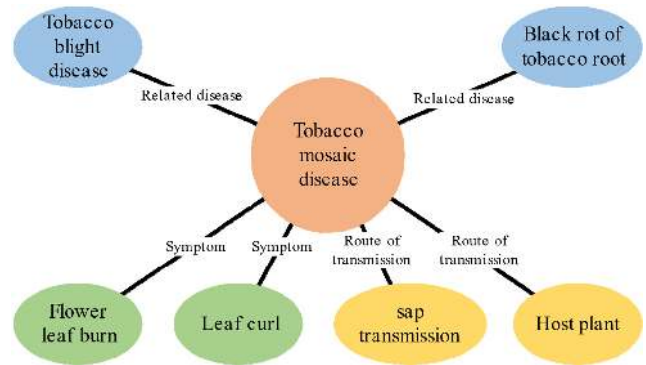 Tobacco
blight
disease
Black rot of
tobacco root
Related disease
Related disease
Tobacco
mosaic
disease
Symptom
Symptom
Route of
transmission
Route of
transmission
Flower
leaf burn
Leaf curl
sap
transmission
Host plant